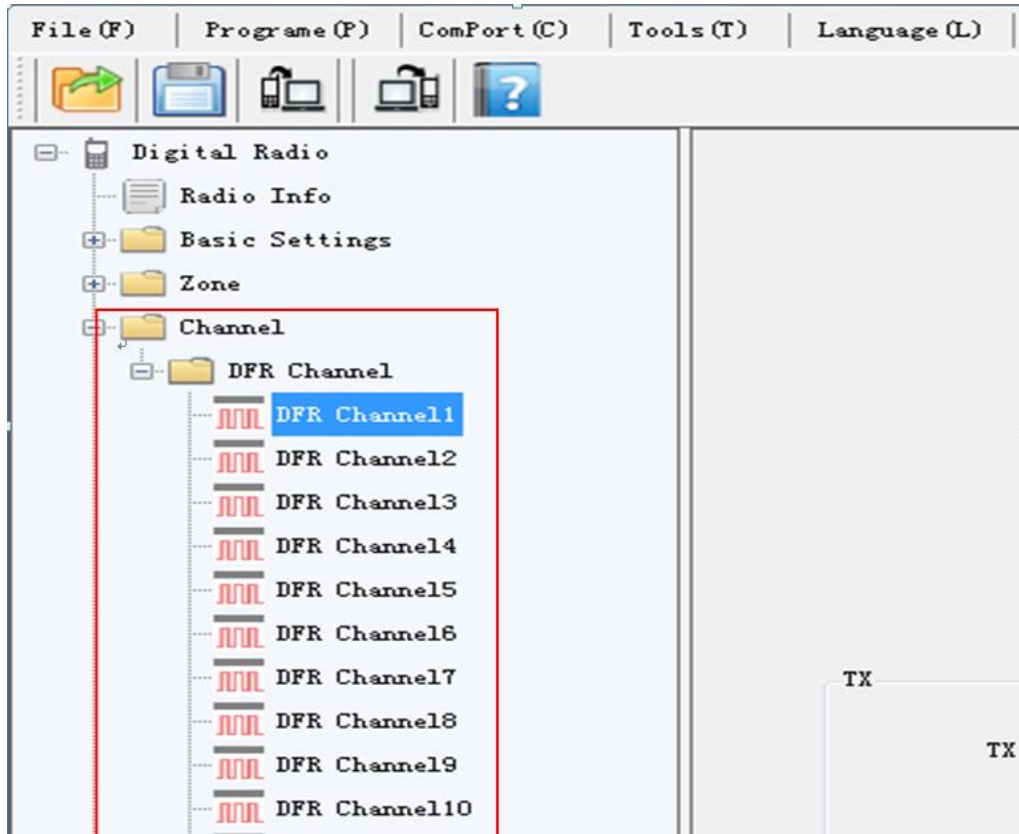 File(F) Programe(P) ComPort(C) Tools(T) Language(L)
?
Digital Radio
Radio Info
Basic Settings
Zone
Channel
DFR Channel
DFR Channel1
DFR Channel2
DFR Channel3
DFR Channel4
DFR Channel5
DFR Channel6
DFR Channel7
TX
DFR Channel8
DFR Channel9
TX
DFR Channel10